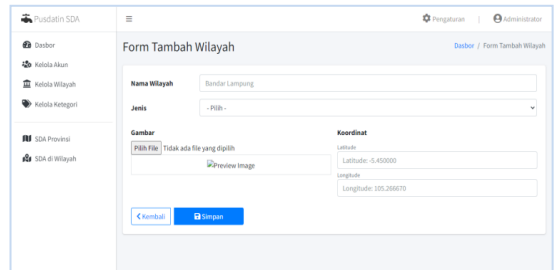 Pusdatin SDA
Pengaturan | Administrator
Dasbor
Kelola Akun
Kelola Wilayah
Kelola Ketegori
SDA Provinsi
SDA di Wilayah
Form Tambah Wilayah
Dasbor / Form Tambah Wilayah
Nama Wilayah
Bandar Lampung
Jenis
- Pilih -
Gambar
Pilih File Tidak ada file yang dipilih
Preview Image
Koordinat
Latitude
Latitude: -5.450000
Longitude
Longitude: 105.266670
Kembali
Simpan